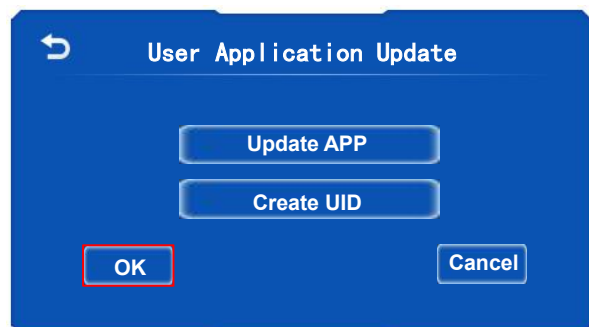 User Application Update
Update APP
Create UID
OK
Cancel